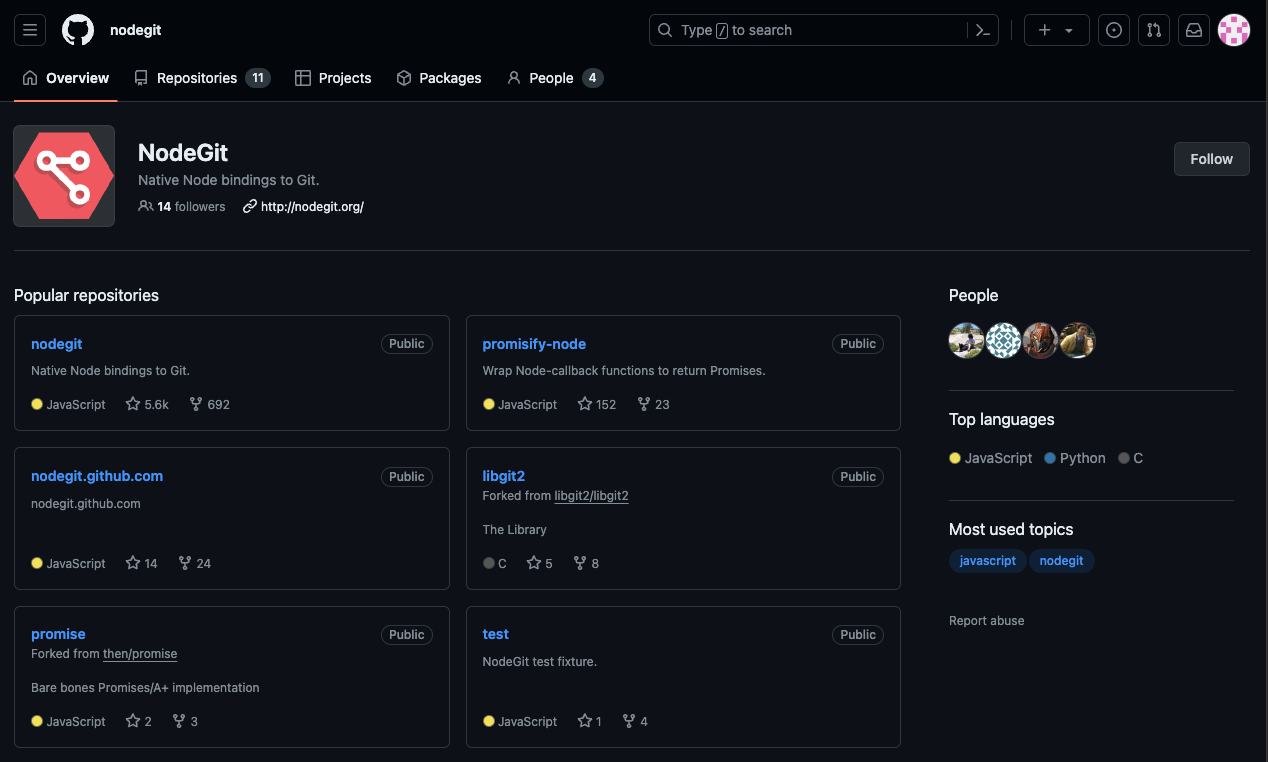 nodegit
Type / to search
Overview
Repositories 11
Projects
Packages
People 4
NodeGit
Native Node bindings to Git.
14 followers
http://nodegit.org/
Follow
Popular repositories
nodegit
Public
Native Node bindings to Git.
JavaScript 5.6k 692
promisify-node
Public
Wrap Node-callback functions to return Promises.
JavaScript 152 23
nodegit.github.com
Public
nodegit.github.com
JavaScript 14 24
libgit2
Public
Forked from libgit2/libgit2
The Library
C 5 8
promise
Public
Forked from then/promise
Bare bones Promises/A+ implementation
JavaScript 2 3
test
Public
NodeGit test fixture.
JavaScript 1 4
People
Top languages
JavaScript Python C
Most used topics
javascript nodegit
Report abuse